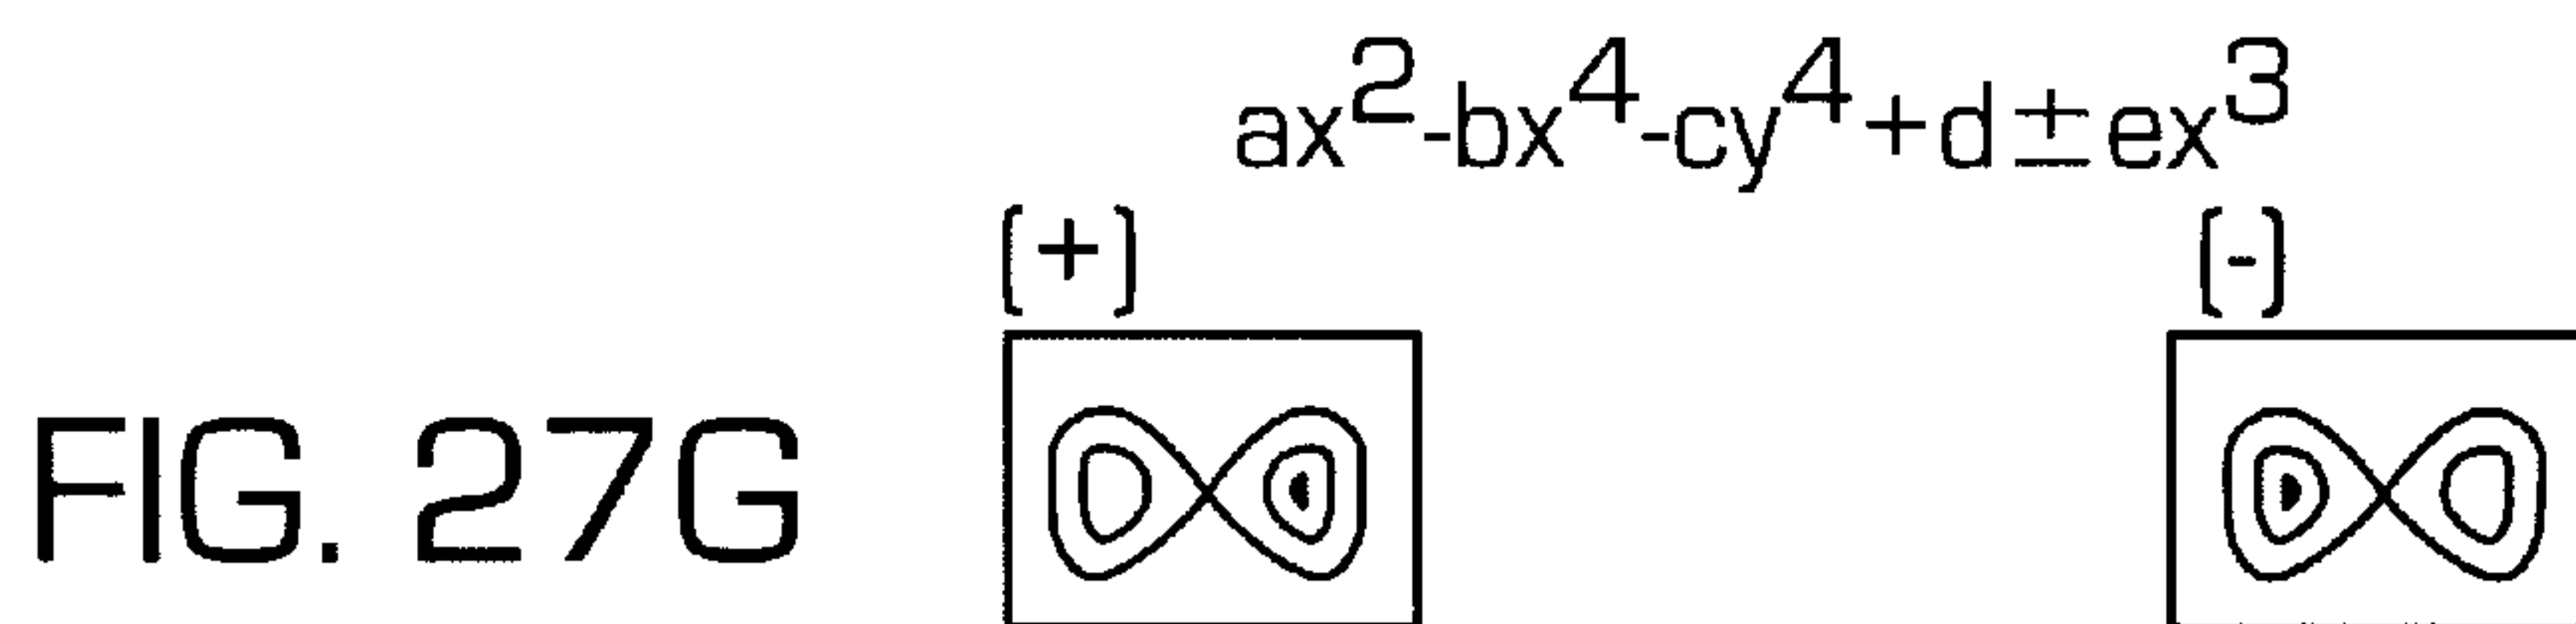 ax²-bx⁴-cy⁴+d±ex³
(+) (-)
FIG. 27G